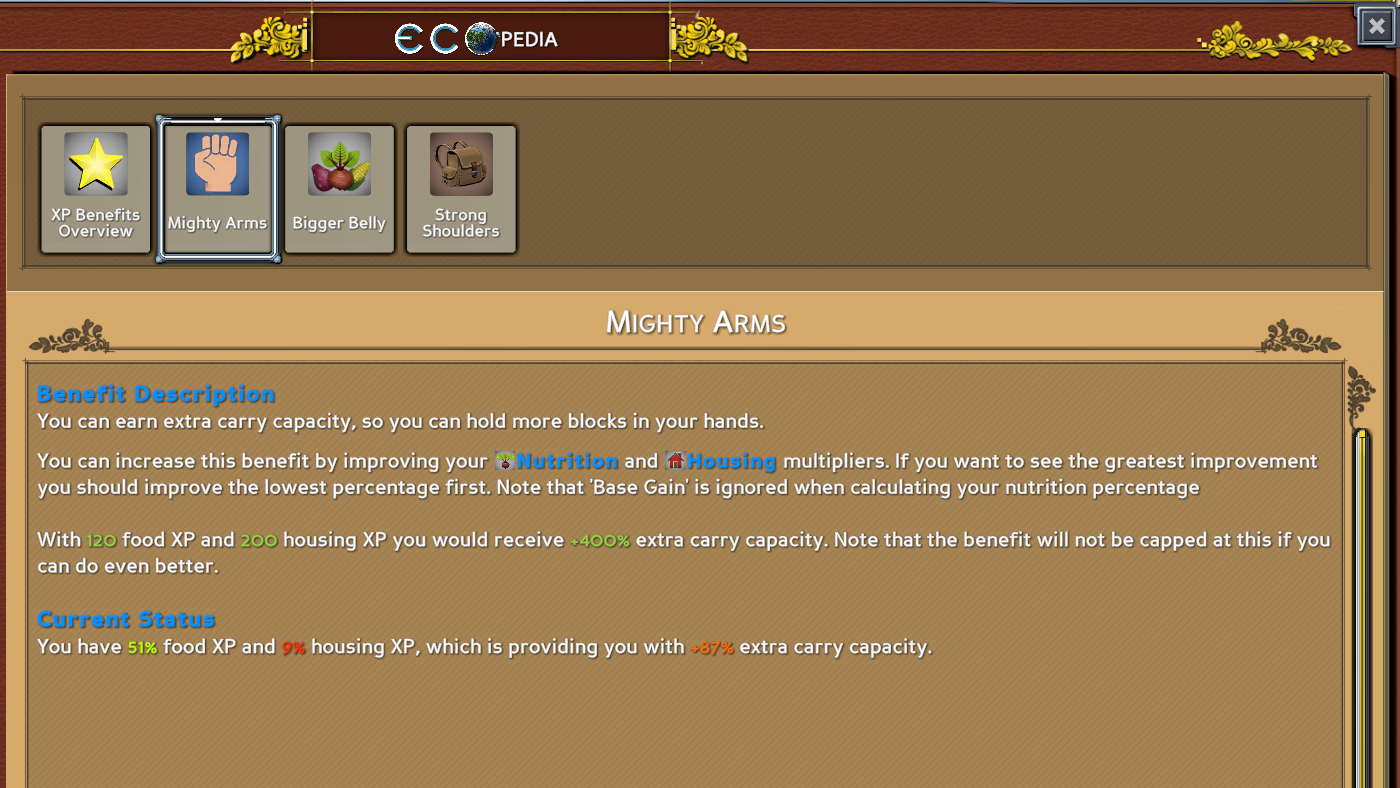 ECOPEDIA
XP Benefits
Overview
Mighty Arms
Bigger Belly
Strong
Shoulders
Mighty Arms
Benefit Description
You can earn extra carry capacity, so you can hold more blocks in your hands.
You can increase this benefit by improving your Nutrition and Housing multipliers. If you want to see the greatest improvement
you should improve the lowest percentage first. Note that 'Base Gain' is ignored when calculating your nutrition percentage
With 120 food XP and 200 housing XP you would receive +400% extra carry capacity. Note that the benefit will not be capped at this if you
can do even better.
Current Status
You have 51% food XP and 9% housing XP, which is providing you with +87% extra carry capacity.